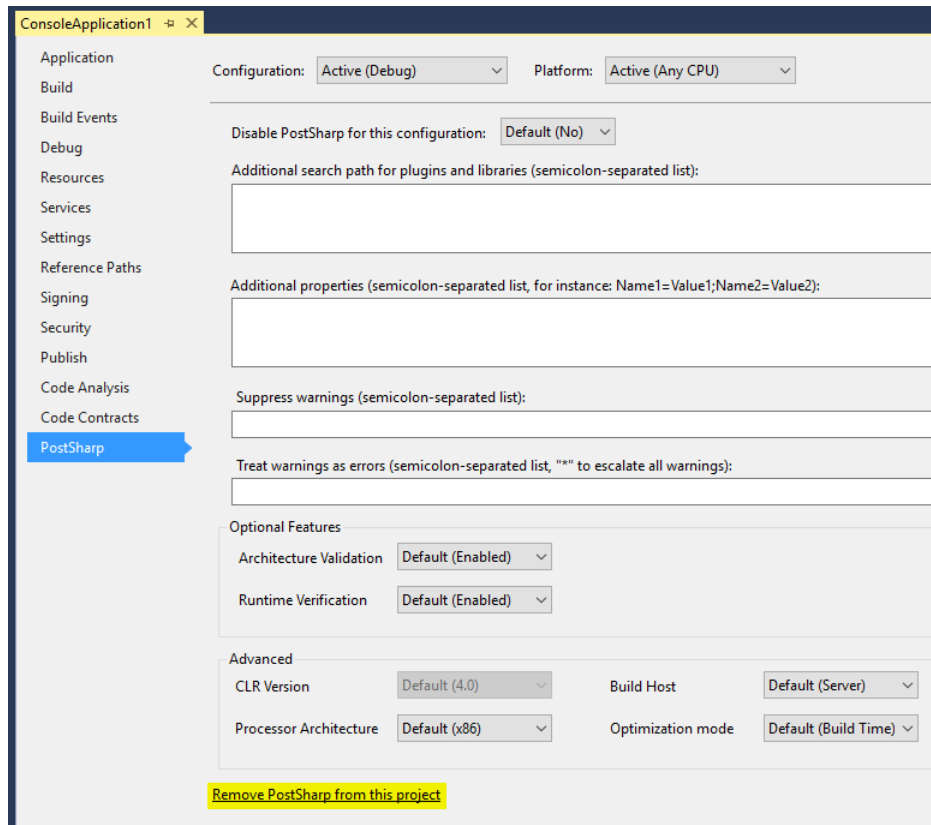 ConsoleApplication1
Application
Build
Build Events
Debug
Resources
Services
Settings
Reference Paths
Signing
Security
Publish
Code Analysis
Code Contracts
PostSharp
Configuration: Active (Debug) Platform: Active (Any CPU)
Disable PostSharp for this configuration: Default (No)
Additional search path for plugins and libraries (semicolon-separated list):
Additional properties (semicolon-separated list, for instance: Name1=Value1;Name2=Value2):
Suppress warnings (semicolon-separated list):
Treat warnings as errors (semicolon-separated list, "*" to escalate all warnings):
Optional Features
Architecture Validation Default (Enabled)
Runtime Verification Default (Enabled)
Advanced
CLR Version Default (4.0) Build Host Default (Server)
Processor Architecture Default (x86) Optimization mode Default (Build Time)
Remove PostSharp from this project